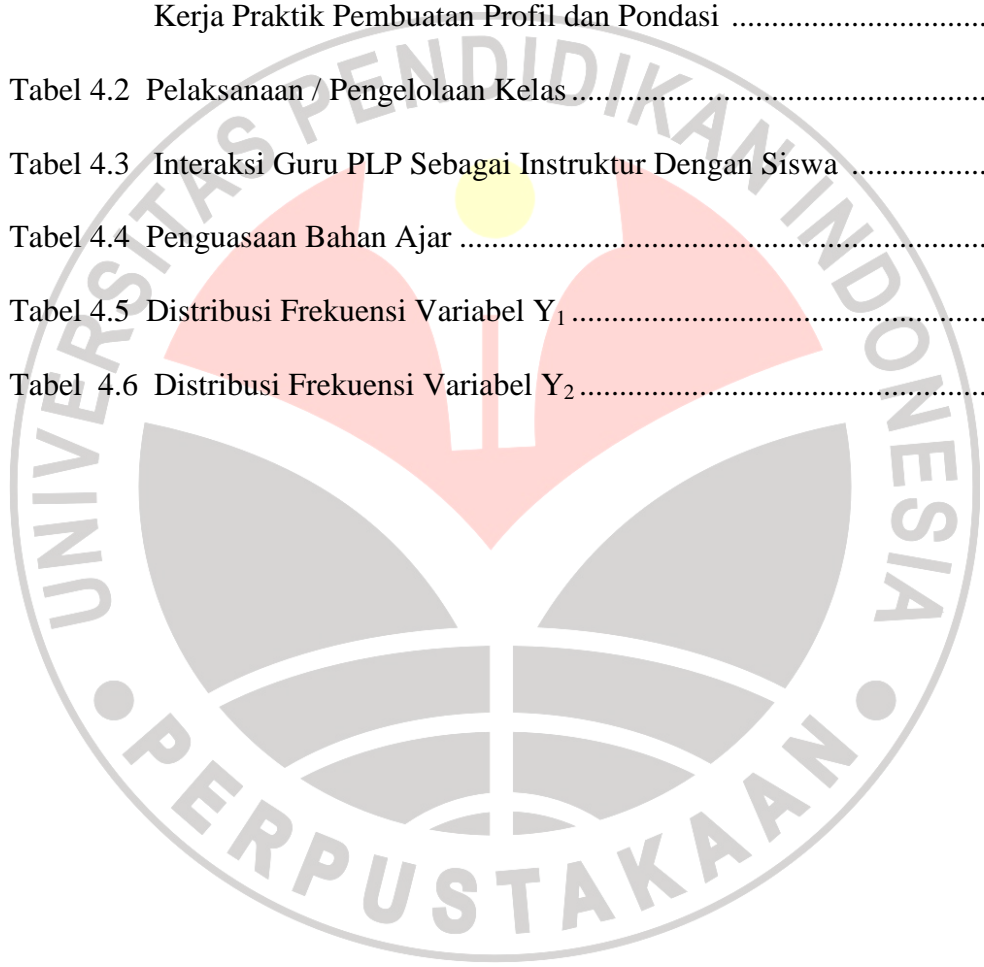 Kerja Praktik Pembuatan Profil dan Pondasi ................................
Tabel 4.2 Pelaksanaan / Pengelolaan Kelas ....................................................
Tabel 4.3 Interaksi Guru PLP Sebagai Instruktur Dengan Siswa .................
Tabel 4.4 Penguasaan Bahan Ajar ..................................................................
Tabel 4.5 Distribusi Frekuensi Variabel Y₁ ....................................................
Tabel 4.6 Distribusi Frekuensi Variabel Y₂ ...................................................
UNIVERSITAS PENDIDIKAN INDONESIA
PERPUSTAKAAN